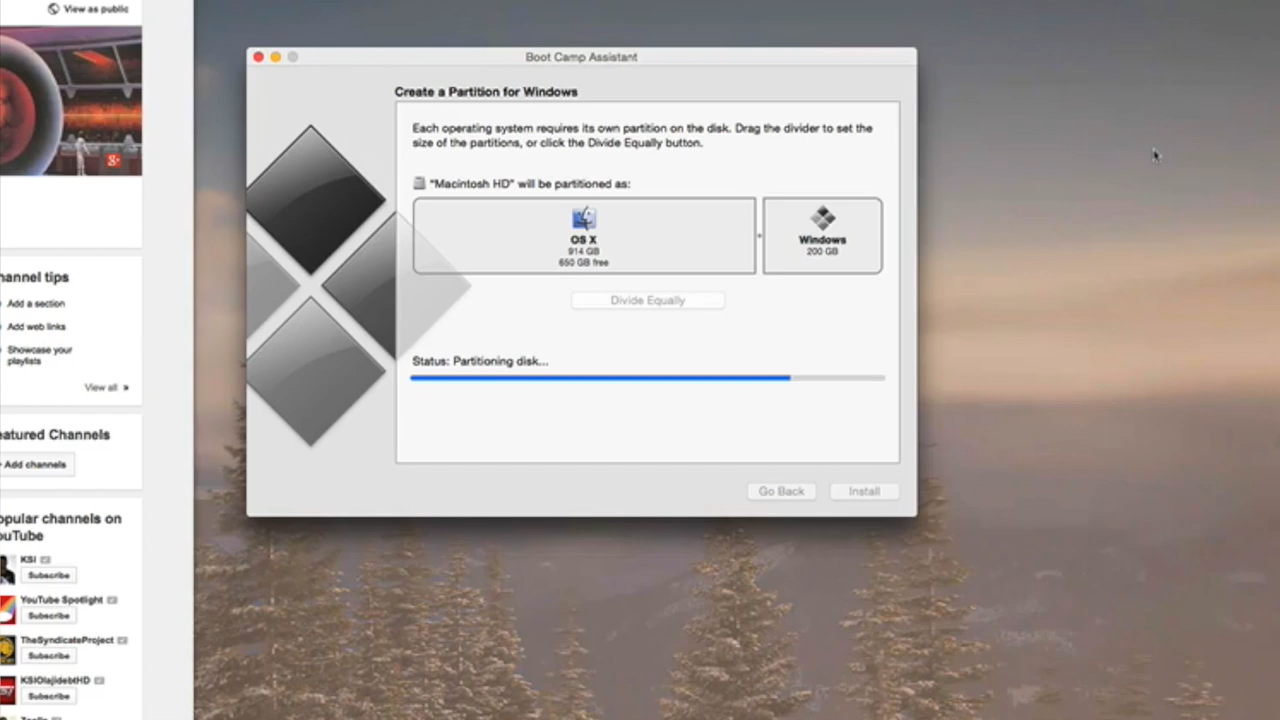 View as public
Channel tips
Add a section
Add web links
Showcase your
playlists
View all »
Featured Channels
+ Add channels
Popular channels on
YouTube
KSI
Subscribe
YouTube Spotlight
Subscribe
TheSyndicateProject
Subscribe
KSIOlajidebtHD
Subscribe
Boot Camp Assistant
Create a Partition for Windows
Each operating system requires its own partition on the disk. Drag the divider to set the
size of the partitions, or click the Divide Equally button.
"Macintosh HD" will be partitioned as:
OS X
914 GB
650 GB free
Windows
200 GB
Divide Equally
Status: Partitioning disk...
Go Back
Install